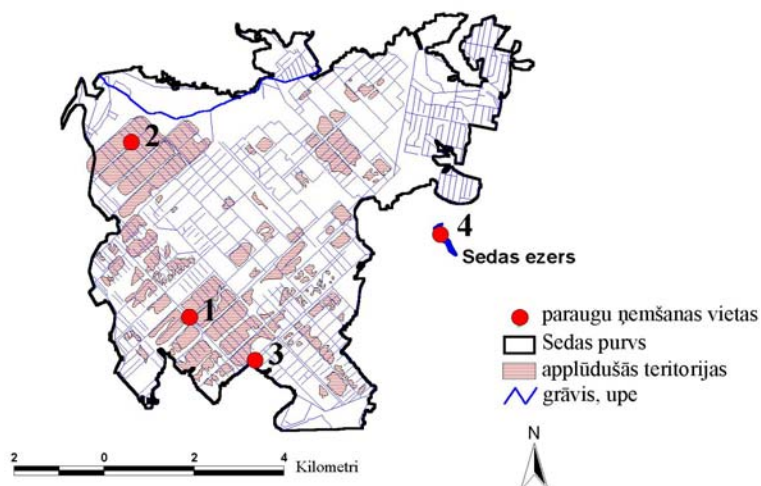 2
4
Sedas ezers
1
3
paraugu ņemšanas vietas
Sedas purvs
applūdušās teritorijas
grāvis, upe
N
2 0 2 4 Kilometri